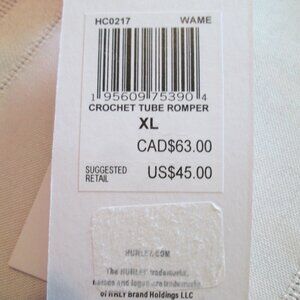 HC0217 WAME
1 95609 75390 4
CROCHET TUBE ROMPER
XL
CAD$63.00
SUGGESTED
RETAIL US$45.00
HURLEY.COM
The HURLEY trademarks,
names and logos are trademarks
of HRLY Brand Holdings LLC